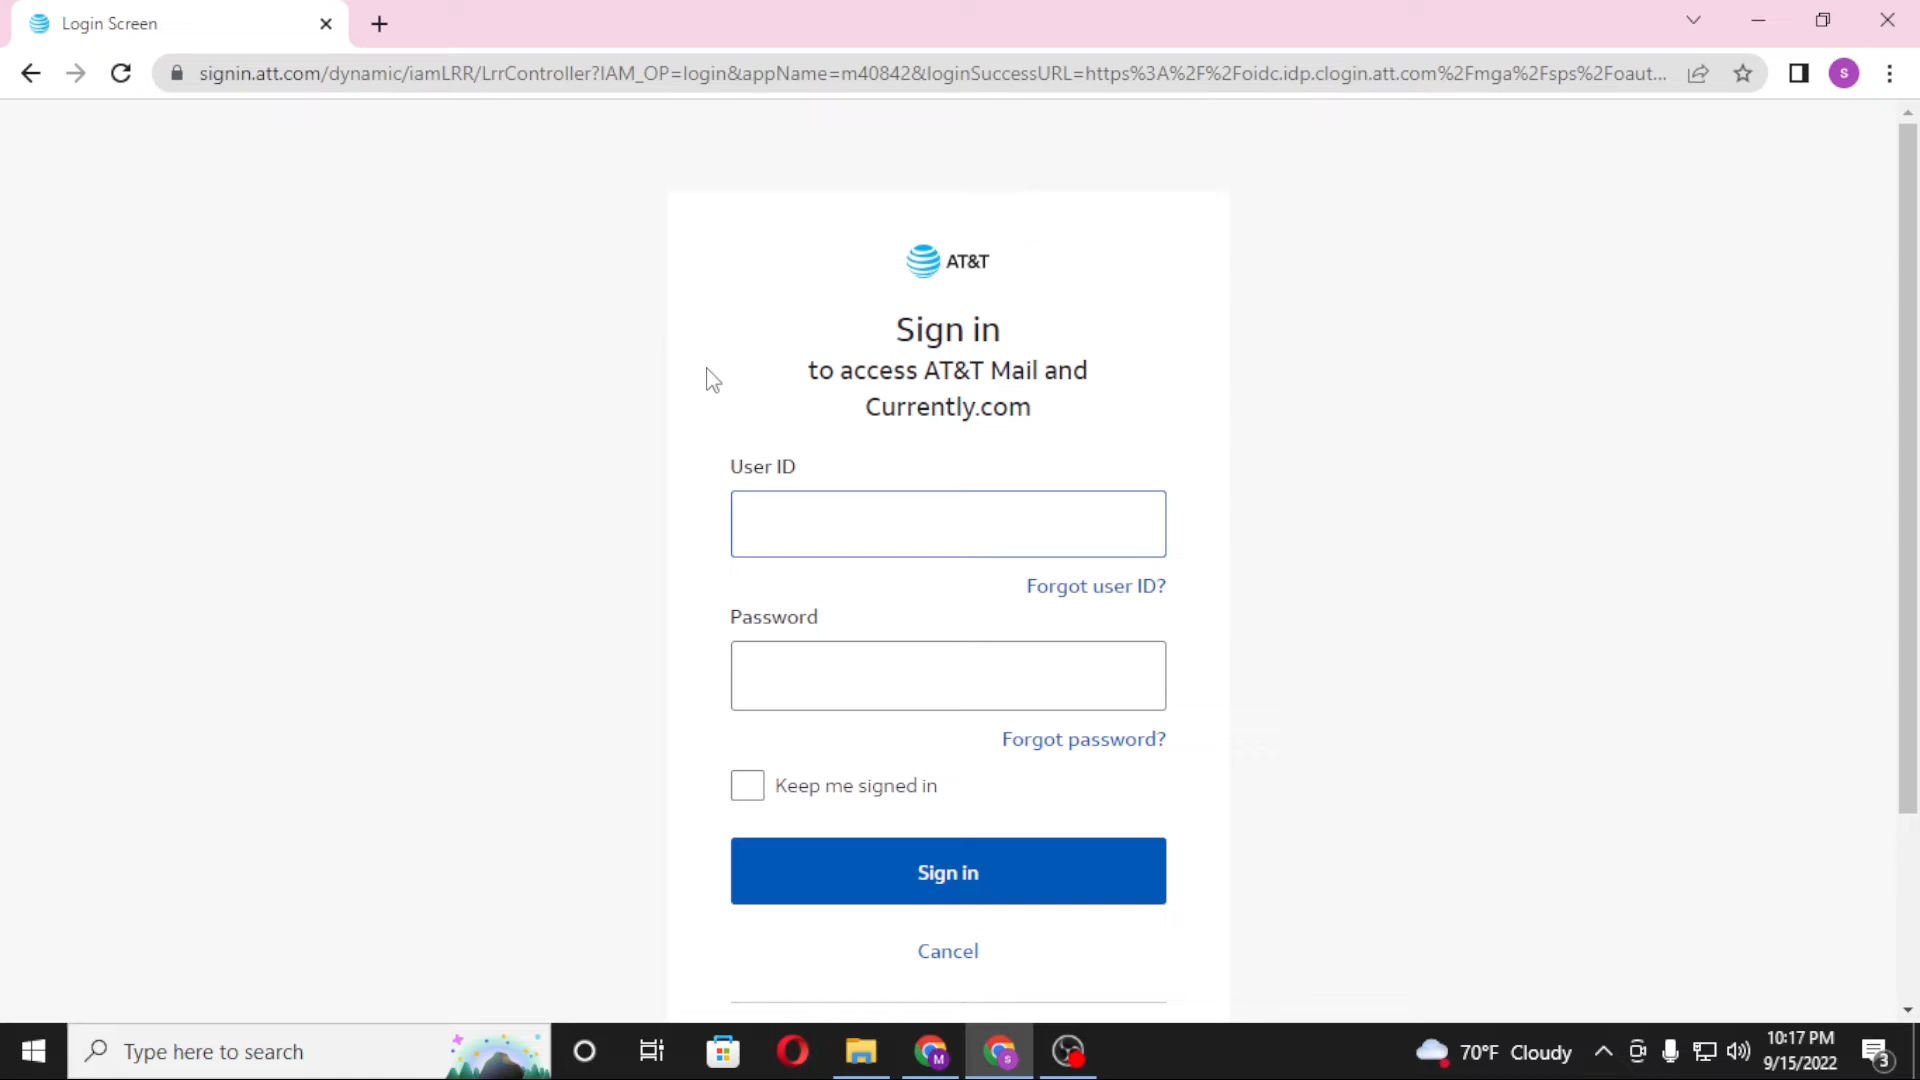 Login Screen
signin.att.com/dynamic/iamLRR/LrrController?IAM_OP=login&appName=m40842&loginSuccessURL=https%3A%2F%2Foidc.idp.clogin.att.com%2Fmga%2Fsps%2Foaut...
S
AT&T
Sign in
to access AT&T Mail and
Currently.com
User ID
Forgot user ID?
Password
Forgot password?
Keep me signed in
Sign in
Cancel
Type here to search
M
S
70°F Cloudy
10:17 PM
9/15/2022
3